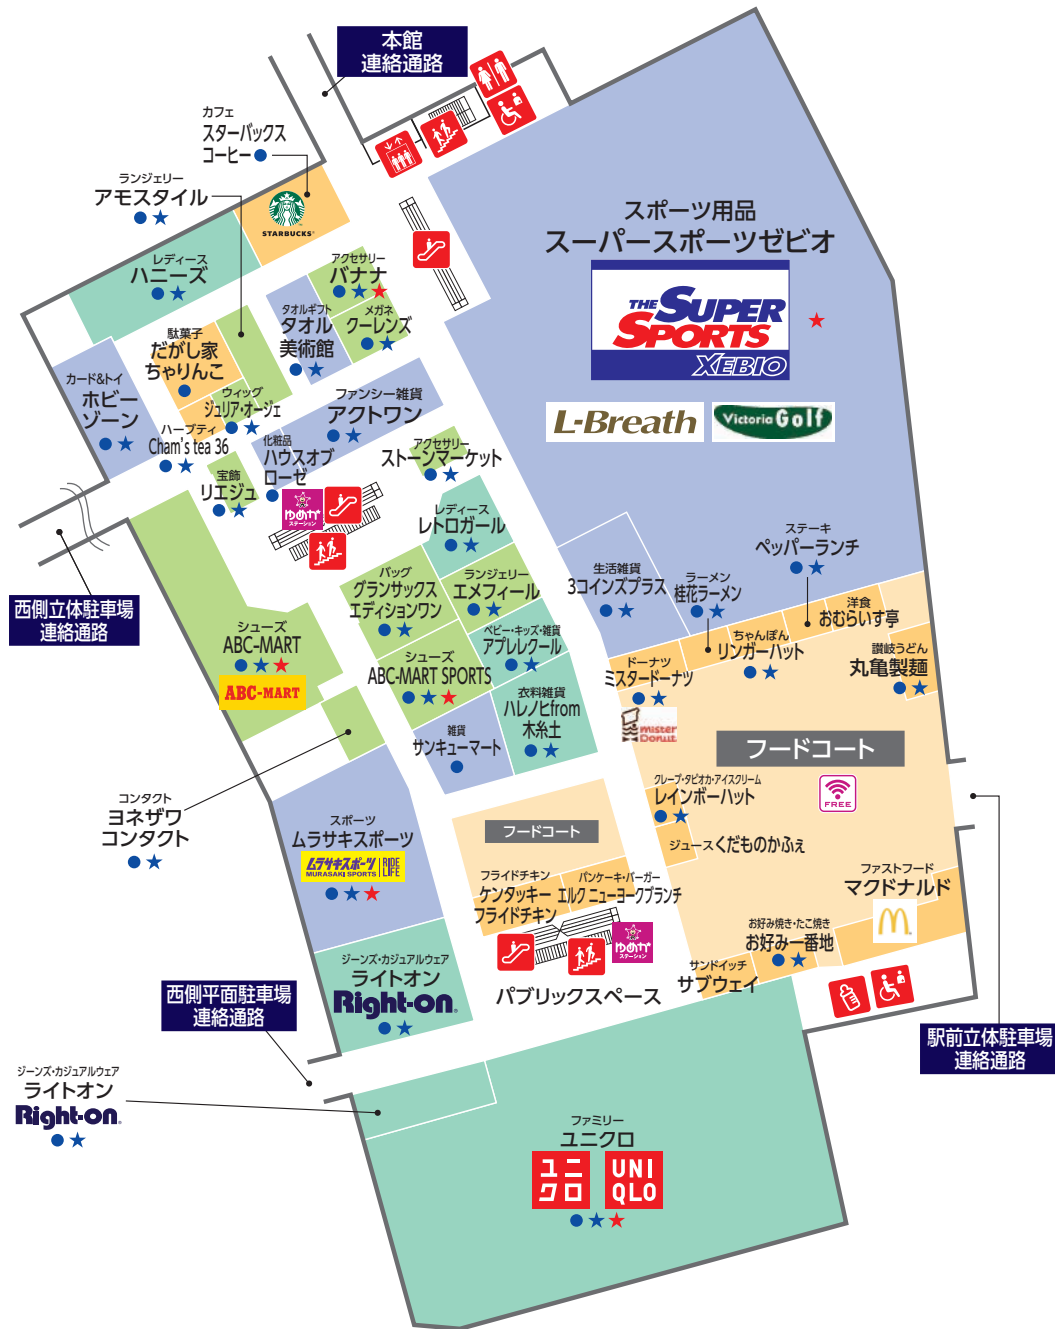 本館
連絡通路
カフェ
スターバックス
コーヒー
STARBUCKS®
ランジェリー
アモスタイル
レディース
ハニーズ
アクセサリー
バナナ
メガネ
クーレンズ
タオルギフト
タオル
美術館
駄菓子
だがし家
ちゃりんこ
カード&トイ
ホビー
ゾーン
ウィッグ
ジュリア・オージェ
ハーブティ
Cham's tea 36
ファンシー雑貨
アクトワン
化粧品
ハウスオブ
ローゼ
宝飾
リエジュ
アクセサリー
ストーンマーケット
ゆめか
ステーション
スポーツ用品
スーパースポーツゼビオ
THE SUPER
SPORTS
XEBIO
L-Breath
Victoria Golf
西側立体駐車場
連絡通路
レディース
レトロガール
バッグ
グランサックス
エディションワン
ランジェリー
エメフィール
生活雑貨
3コインズプラス
ステーキ
ペッパーランチ
ラーメン
桂花ラーメン
洋食
おむらいす亭
ちゃんぽん
リンガーハット
讃岐うどん
丸亀製麺
シューズ
ABC-MART
ABC-MART
シューズ
ABC-MART SPORTS
ベビー・キッズ・雑貨
アプレレクール
衣料雑貨
ハレノヒfrom
木糸土
雑貨
サンキューマート
ドーナツ
ミスタードーナツ
mister
Donut
フードコート
FREE
クレープ・タピオカ・アイスクリーム
レインボーハット
ジュース くだものかふぇ
コンタクト
ヨネザワ
コンタクト
スポーツ
ムラサキスポーツ
ムラサキスポーツ
MURASAKI SPORTS
RIDE
LIFE
フードコート
フライドチキン
ケンタッキー
フライドチキン
パンケーキ・バーガー
エルク ニューヨークブランチ
ゆめか
ステーション
パブリックスペース
ファストフード
マクドナルド
お好み焼き・たこ焼き
お好み一番地
サンドイッチ
サブウェイ
ジーンズ・カジュアルウェア
ライトオン
Right-on.
西側平面駐車場
連絡通路
駅前立体駐車場
連絡通路
ジーンズ・カジュアルウェア
ライトオン
Right-on.
ファミリー
ユニクロ
ユニ
クロ
UNI
QLO